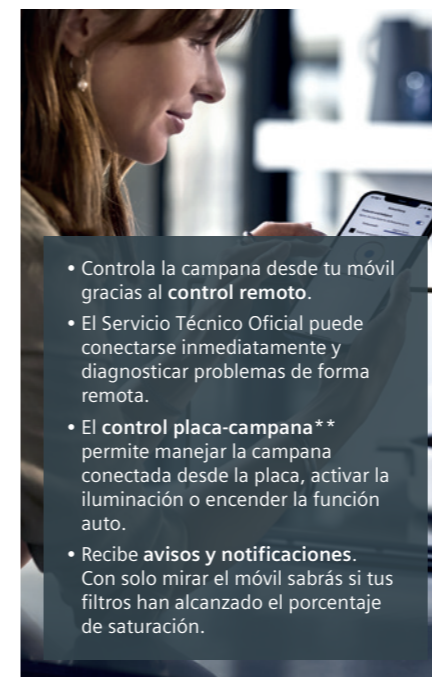 • Controla la campana desde tu móvil
gracias al control remoto.
• El Servicio Técnico Oficial puede
conectarse inmediatamente y
diagnosticar problemas de forma
remota.
• El control placa-campana**
permite manejar la campana
conectada desde la placa, activar la
iluminación o encender la función
auto.
• Recibe avisos y notificaciones.
Con solo mirar el móvil sabrás si tus
filtros han alcanzado el porcentaje
de saturación.